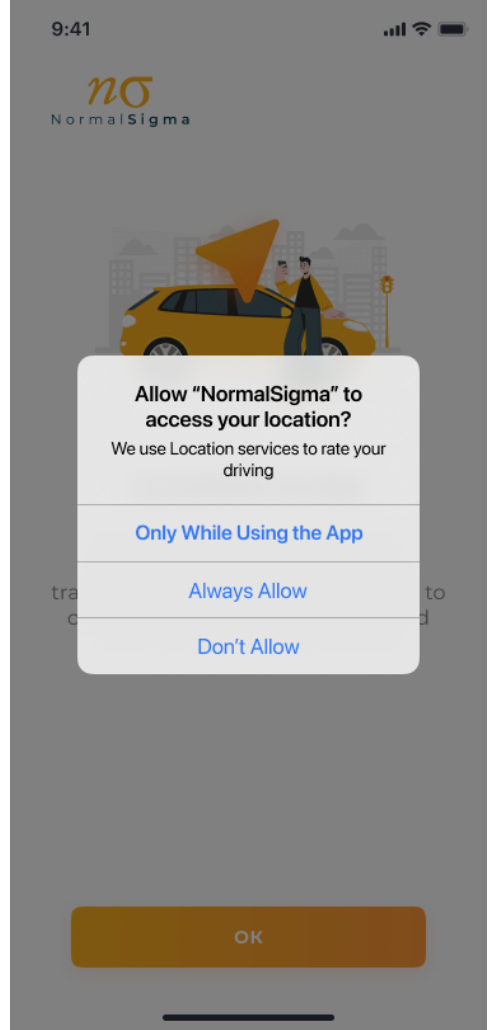 9:41
nσ
NormalSigma
Allow “NormalSigma” to
access your location?
We use Location services to rate your
driving
Only While Using the App
Always Allow
Don’t Allow
to
OK